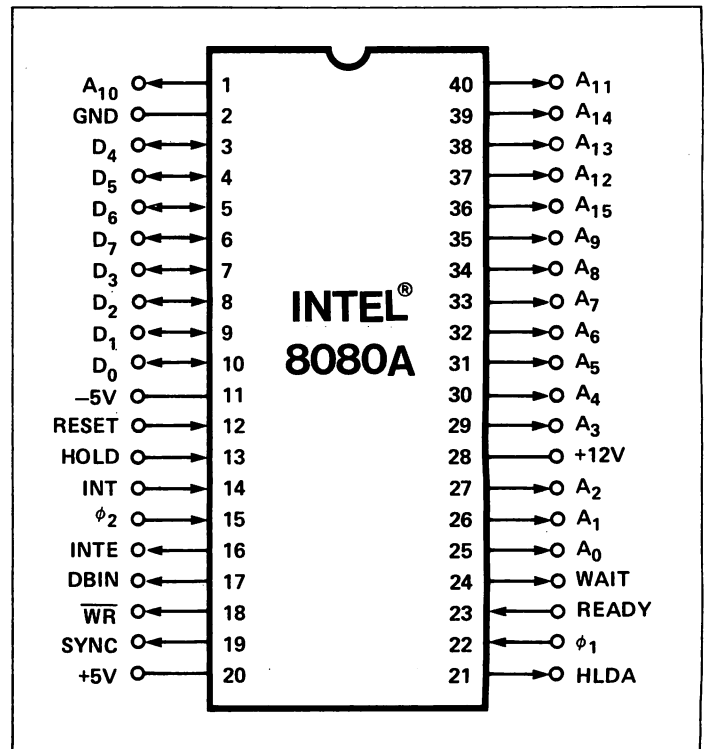 A10 1 40 A11
GND 2 39 A14
D4 3 38 A13
D5 4 37 A12
D6 5 36 A15
D7 6 35 A9
D3 7 34 A8
D2 8 33 A7
D1 9 32 A6
D0 10 31 A5
−5V 11 30 A4
RESET 12 29 A3
HOLD 13 28 +12V
INT 14 27 A2
ϕ2 15 26 A1
INTE 16 25 A0
DBIN 17 24 WAIT
W̅R̅ 18 23 READY
SYNC 19 22 ϕ1
+5V 20 21 HLDA
INTEL®
8080A